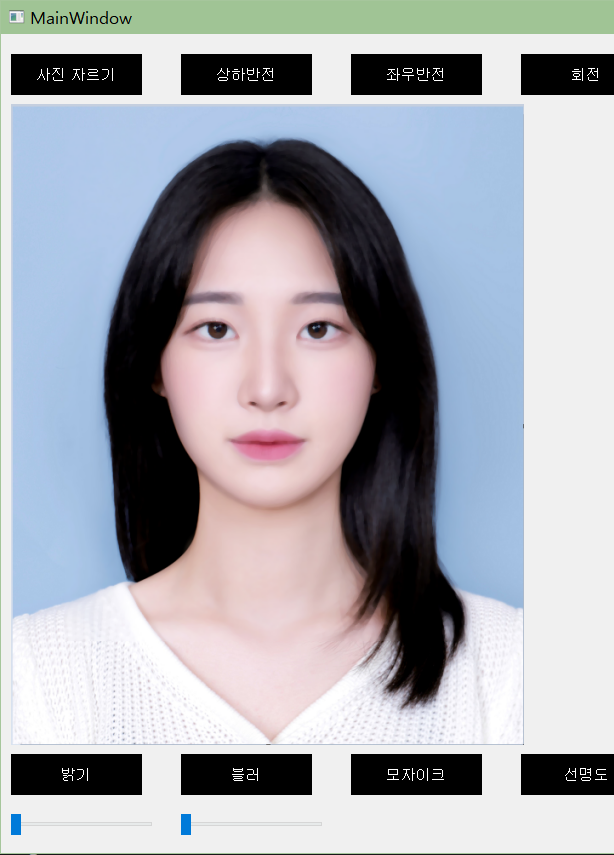 MainWindow
사진 자르기
상하반전
좌우반전
회전
밝기
블러
모자이크
선명도